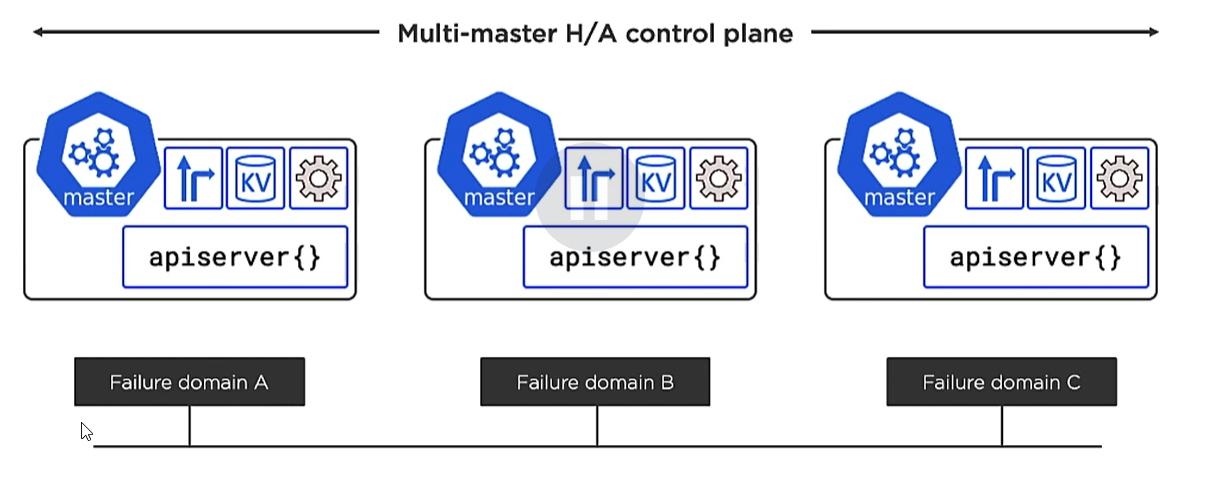 Multi-master H/A control plane
master
KV
apiserver{}
master
KV
apiserver{}
master
KV
apiserver{}
Failure domain A
Failure domain B
Failure domain C